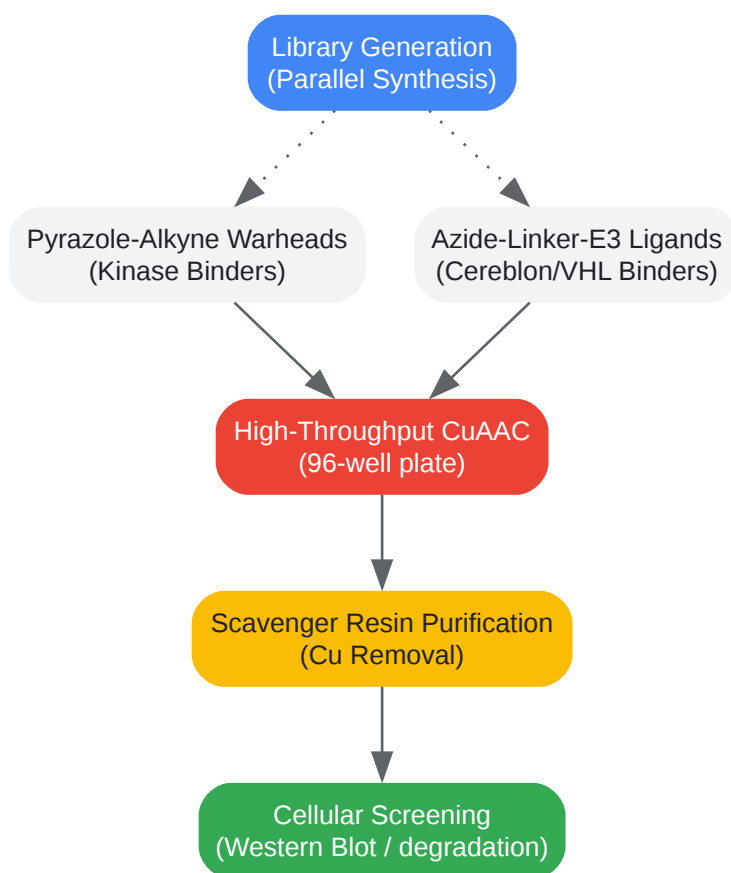 Library Generation
(Parallel Synthesis)
Pyrazole-Alkyne Warheads
(Kinase Binders)
Azide-Linker-E3 Ligands
(Cereblon/VHL Binders)
High-Throughput CuAAC
(96-well plate)
Scavenger Resin Purification
(Cu Removal)
Cellular Screening
(Western Blot / degradation)